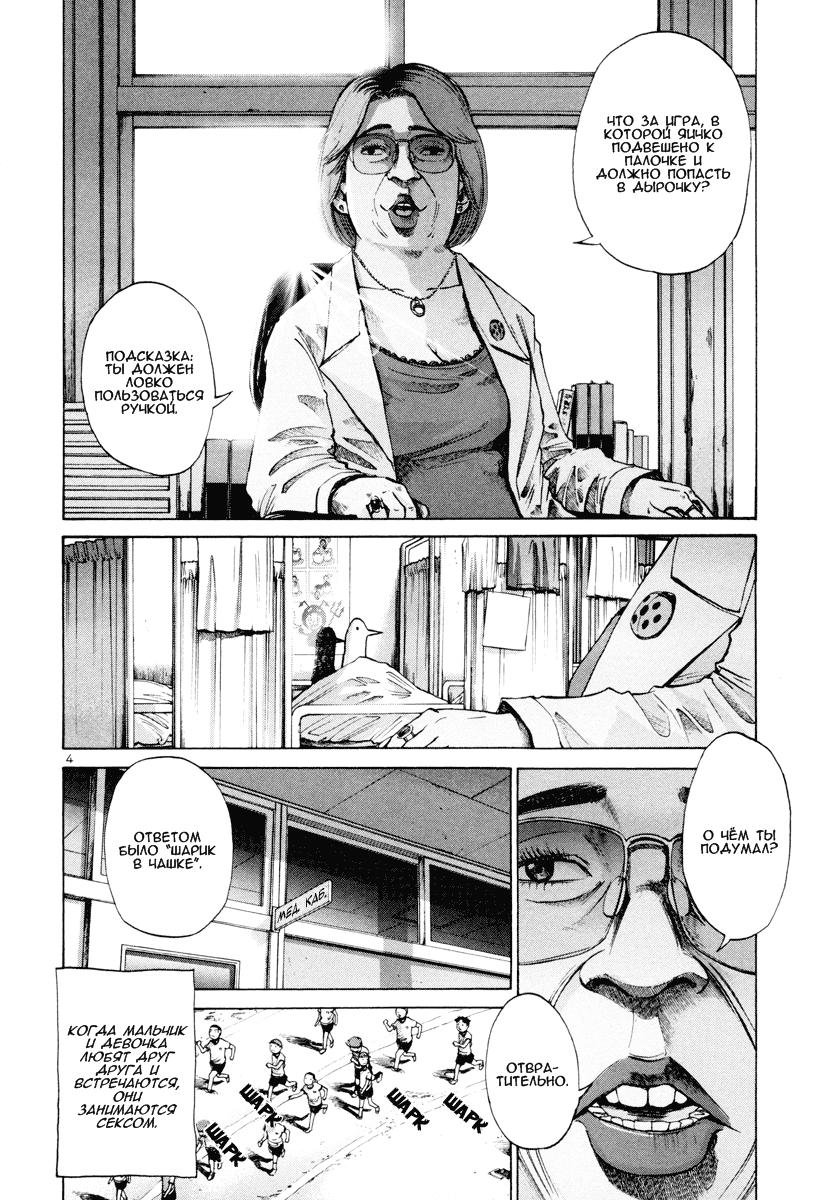 ЧТО ЗА ИГРА, В
КОТОРОЙ ЯИЧКО
ПОДВЕШЕНО К
ПАЛОЧКЕ И
ДОЛЖНО ПОПАСТЬ
В ДЫРОЧКУ?
ПОДСКАЗКА:
ТЫ ДОЛЖЕН
ЛОВКО
ПОЛЬЗОВАТЬСЯ
РУЧКОЙ.
4
О ЧЁМ ТЫ
ПОДУМАЛ?
ОТВЕТОМ
БЫЛО "ШАРИК
В ЧАШКЕ".
МЕД. КАБ.
ОТВРА-
ТИТЕЛЬНО.
КОГДА МАЛЬЧИК
И ДЕВОЧКА
ЛЮБЯТ ДРУГ
ДРУГА И
ВСТРЕЧАЮТСЯ,
ОНИ
ЗАНИМАЮТСЯ
СЕКСОМ.
ШАРК
ШАРК
ШАРК
ШАРК